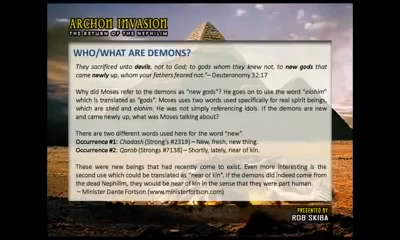 ARCHON INVASION
THE RETURN OF THE NEPHILIM
WHO/WHAT ARE DEMONS?
They sacrificed unto devils, not to God; to gods whom they knew not, to new gods that
came newly up, whom your fathers feared not."– Deuteronomy 32:17
Why did Moses refer to the demons as "new gods"? He goes on to use the word "elohim"
which is translated as "gods". Moses uses two words used specifically for real spirit beings,
which are shed and elohim. He was not simply referencing idols. If the demons are new
and came newly up, what was Moses talking about?
There are two different words used here for the word "new".
Occurrence #1: Chadash (Strong's #2319) – New, fresh, new thing.
Occurrence #2: Qarob (Strong's #7138) – Shortly, lately, near of kin.
These were new beings that had recently come to exist. Even more interesting is the
second use which could be translated as "near of kin". If the demons did indeed come from
the dead Nephilim, they would be near of kin in the sense that they were part human.
– Minister Dante Fortson (www.ministerfortson.com)
PRESENTED BY
ROB SKIBA